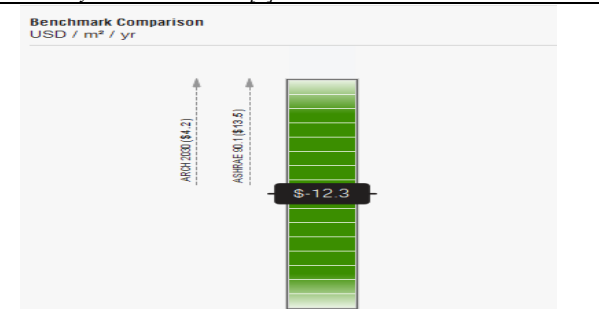 Benchmark Comparison
USD / m² / yr
ARCH 2030 ($4.2)
ASHRAE 90.1 ($13.5)
$-12.3